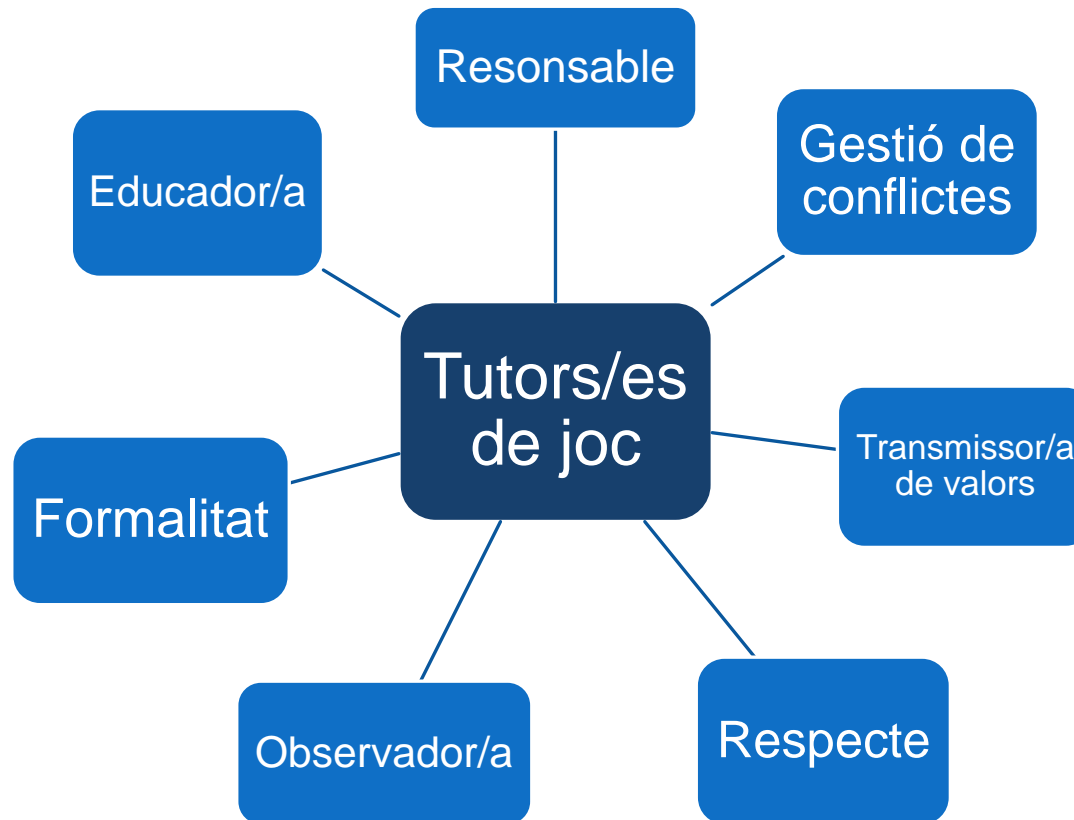 Resonsable
Gestió de
conflictes
Educador/a
Tutors/es
de joc
Transmissor/a
de valors
Formalitat
Respecte
Observador/a